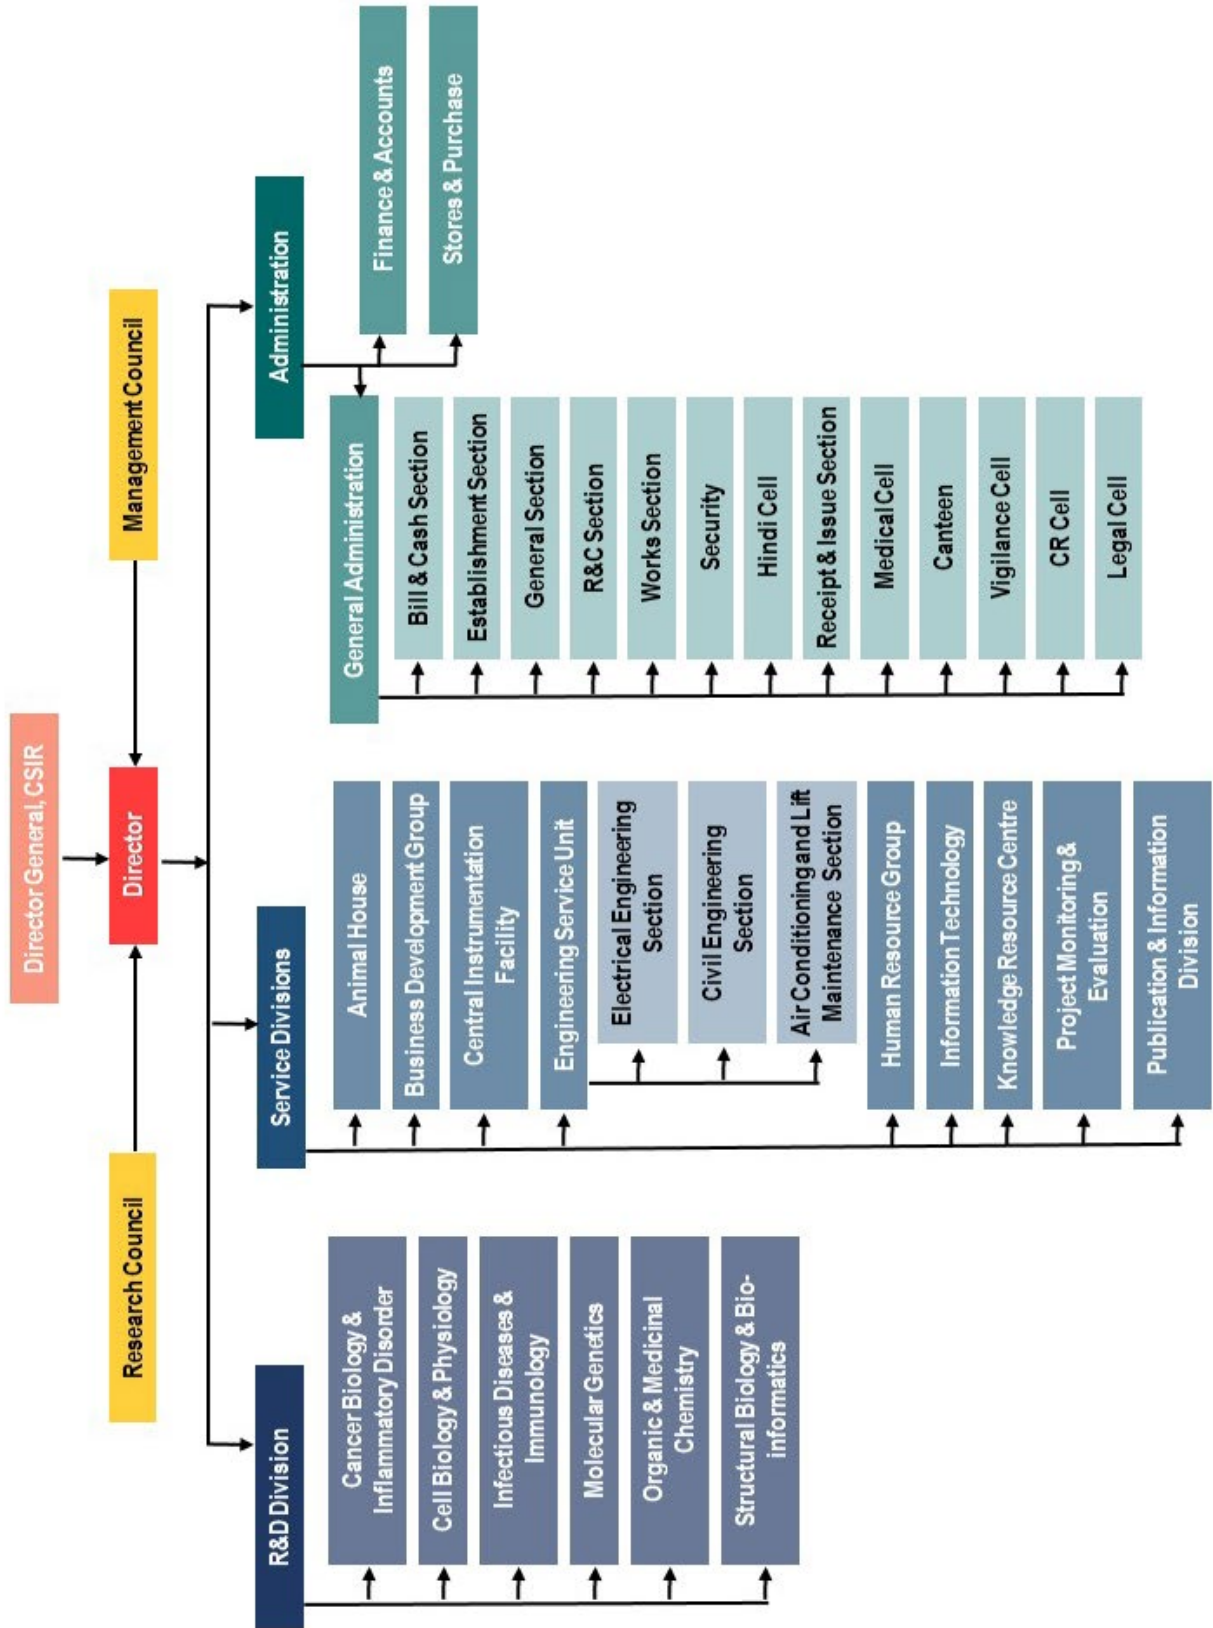 Director General, CSIR
Research Council
Director
Management Council
R&D Division
Service Divisions
Administration
Cancer Biology &
Inflammatory Disorder
Cell Biology & Physiology
Infectious Diseases &
Immunology
Molecular Genetics
Organic & Medicinal
Chemistry
Structural Biology & Bio-
informatics
Animal House
Business Development Group
Central Instrumentation
Facility
Engineering Service Unit
Electrical Engineering
Section
Civil Engineering
Section
Air Conditioning and Lift
Maintenance Section
Human Resource Group
Information Technology
Knowledge Resource Centre
Project Monitoring &
Evaluation
Publication & Information
Division
General Administration
Bill & Cash Section
Establishment Section
General Section
R&C Section
Works Section
Security
Hindi Cell
Receipt & Issue Section
Medical Cell
Canteen
Vigilance Cell
CR Cell
Legal Cell
Finance & Accounts
Stores & Purchase